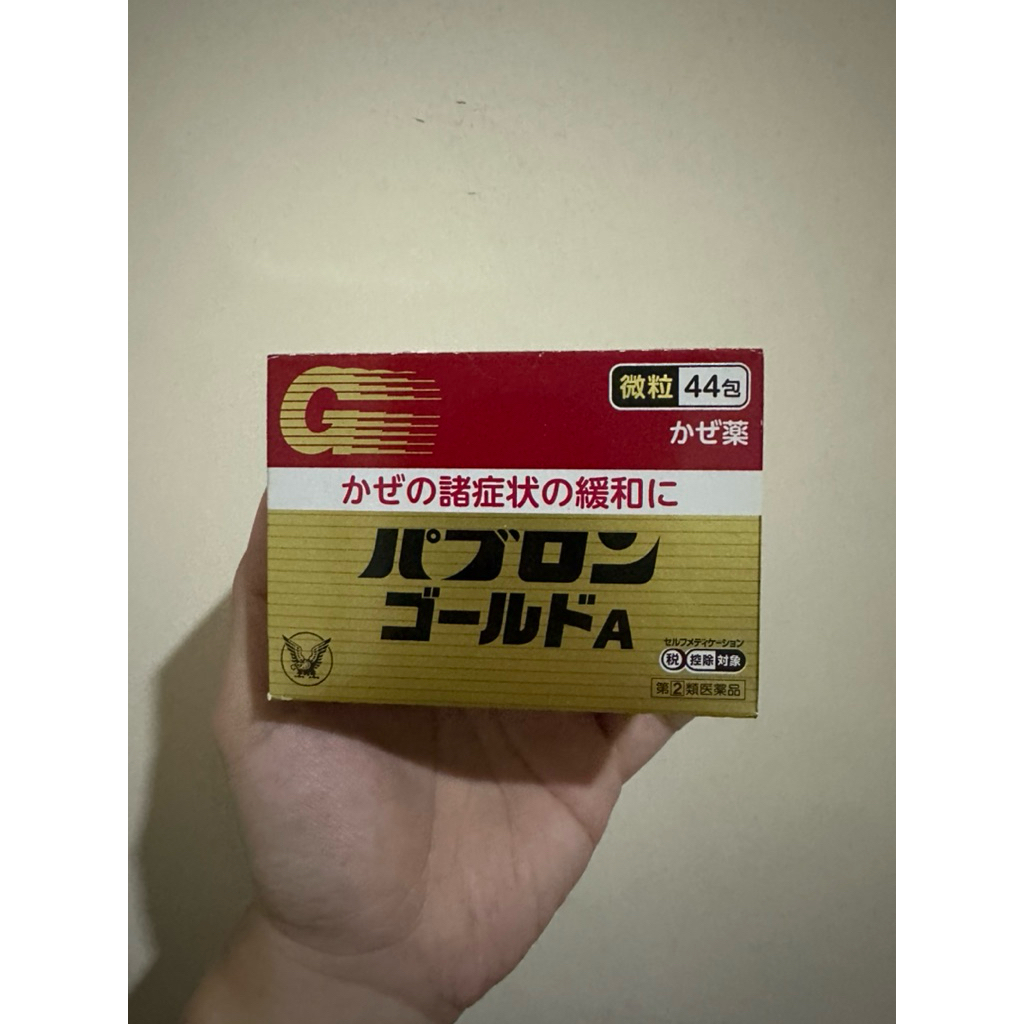 G
微粒 44包
かぜ薬
かぜの諸症状の緩和に
パブロン
ゴールドA
セルフメディケーション
税 控除 対象
第②類医薬品